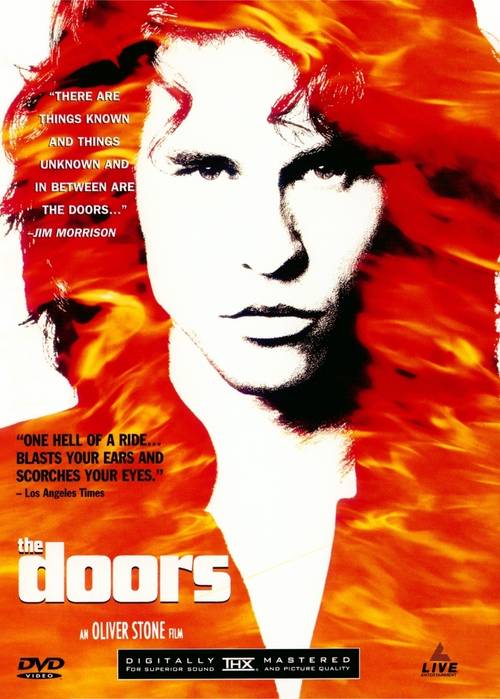 "THERE ARE
THINGS KNOWN
AND THINGS
UNKNOWN AND
IN BETWEEN ARE
THE DOORS..."
–JIM MORRISON
"ONE HELL OF A RIDE...
BLASTS YOUR EARS AND
SCORCHES YOUR EYES."
– Los Angeles Times
the
doors
AN OLIVER STONE FILM
DVD
VIDEO
DIGITALLY THX MASTERED
FOR SUPERIOR SOUND AND PICTURE QUALITY
LIVE
ENTERTAINMENT